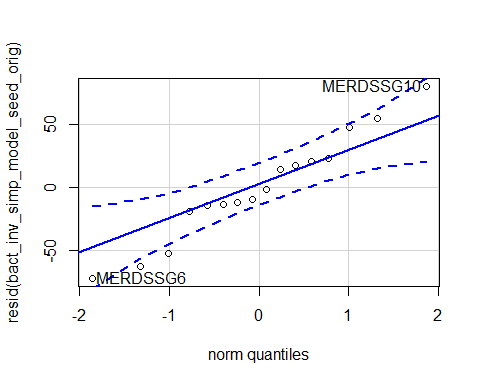 resid(bact_inv_simp_model_seed_orig)
MERDSSG10
50
0
-50
MERDSSG6
-2 -1 0 1 2
norm quantiles